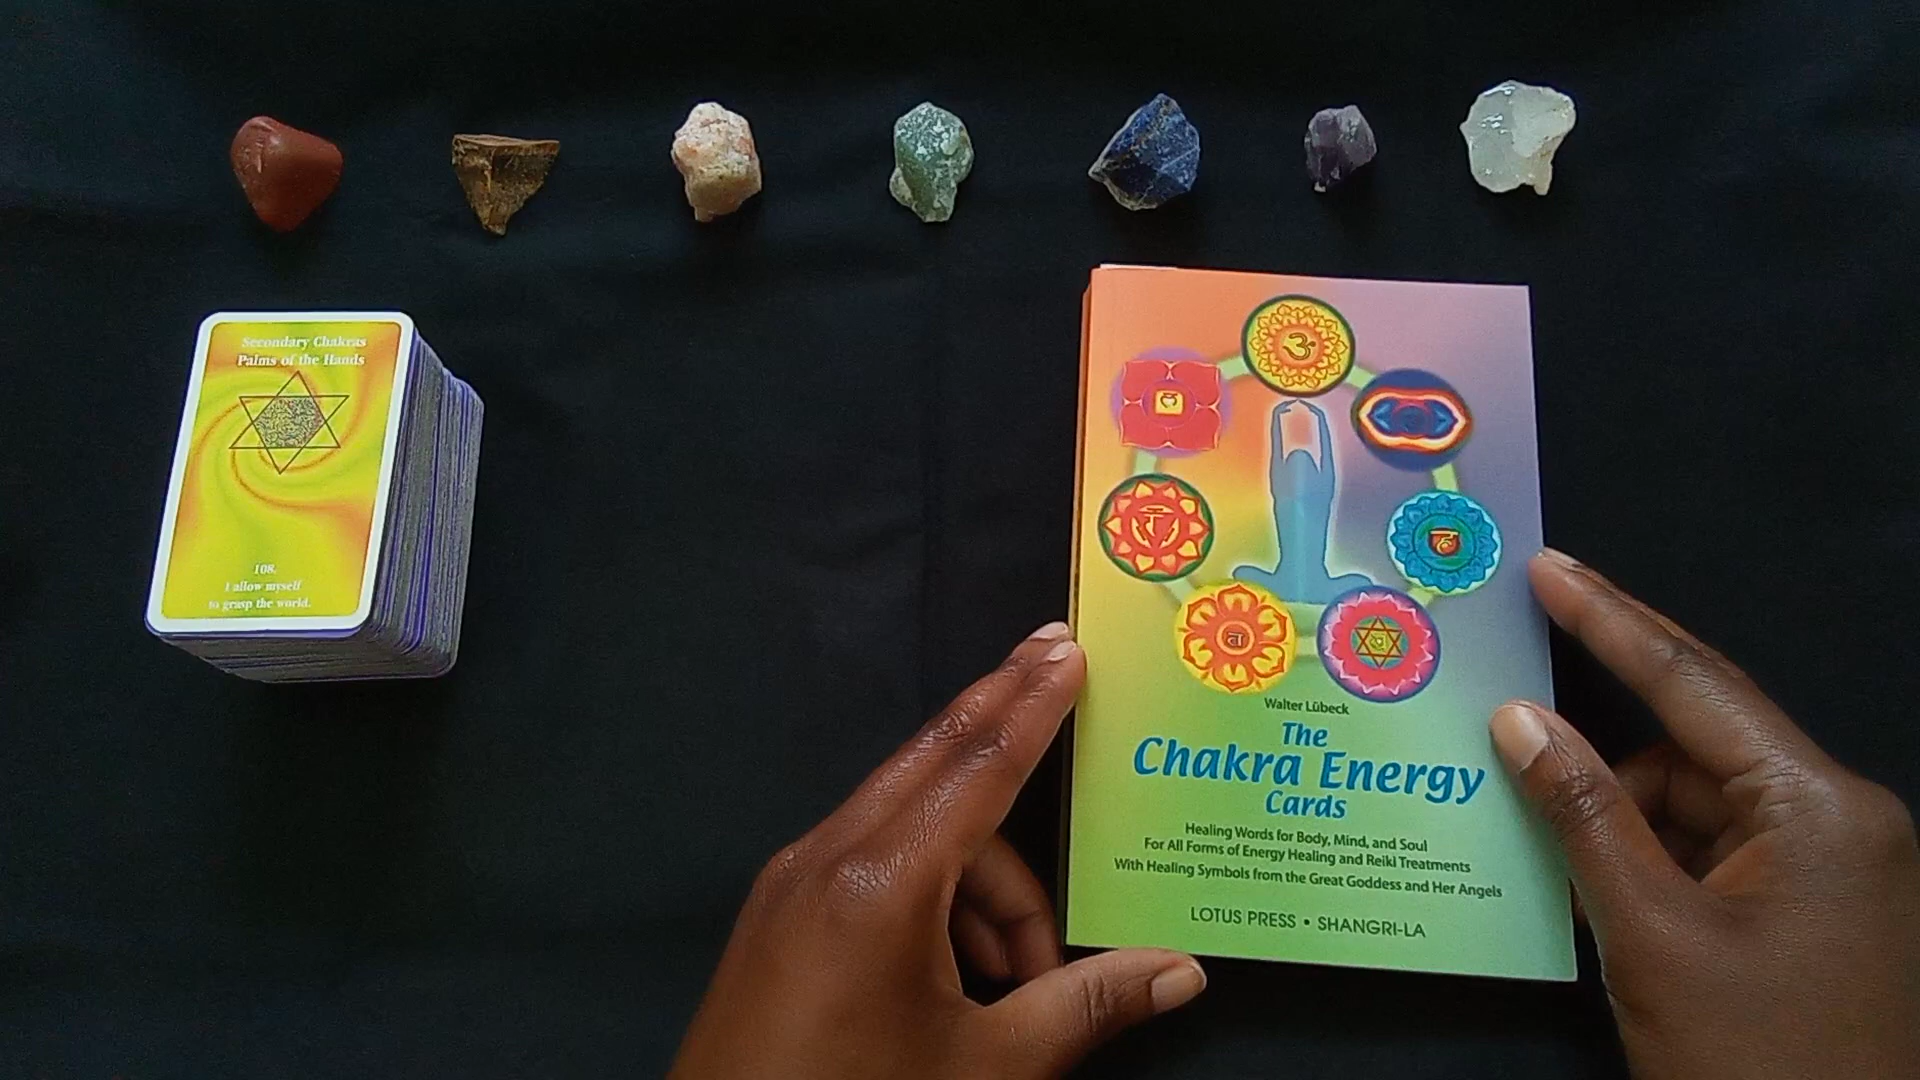 Secondary Chakras
Palms of the Hands
108.
I allow myself
to grasp the world.
Walter Lübeck
The
Chakra Energy
Cards
Healing Words for Body, Mind, and Soul
For All Forms of Energy Healing and Reiki Treatments
With Healing Symbols from the Great Goddess and Her Angels
LOTUS PRESS • SHANGRI-LA